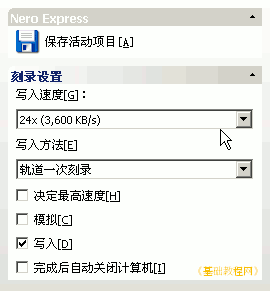 Nero Express
保存活动项目[A]
刻录设置
写入速度[G]：
24x (3,600 KB/s)
写入方法[E]
轨道一次刻录
决定最高速度[H]
模拟[C]
写入[D]
完成后自动关闭计算机[I]
（基础教程网）